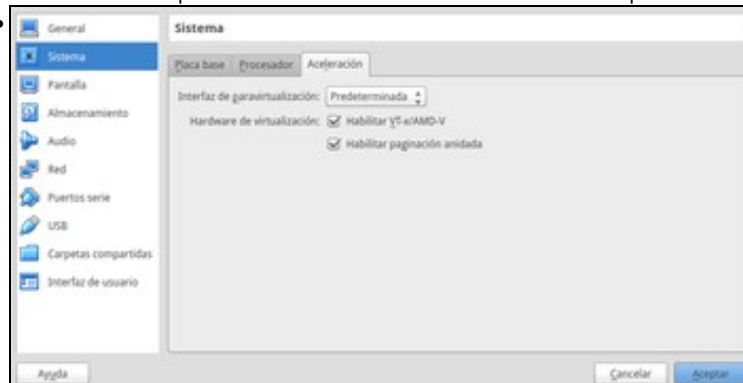 General
Sistema
Pantalla
Almacenamiento
Audio
Red
Puertos serie
USB
Carpetas compartidas
Interfaz de usuario
Sistema
Placa base Procesador Aceleración
Interfaz de paravirtualización: Predeterminada
Hardware de virtualización: Habilitar VT-x/AMD-V
Habilitar paginación anidada
Ayuda Cancelar Aceptar